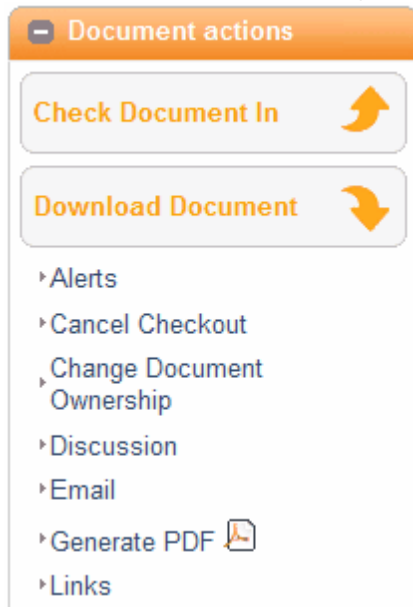 Document actions
Check Document In
Download Document
Alerts
Cancel Checkout
Change Document
Ownership
Discussion
Email
Generate PDF
Links